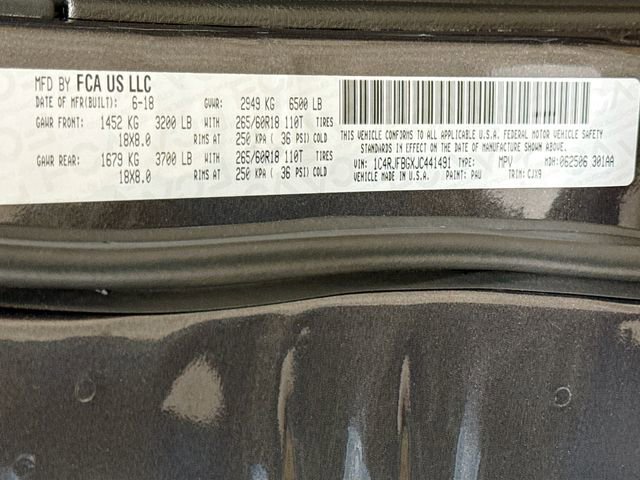 MFD BY FCA US LLC
DATE OF MFR(BUILT): 6-18 GVWR: 2949 KG 6500 LB
GAWR FRONT: 1452 KG 3200 LB WITH 265/60R18 110T TIRES
18X8.0 RIMS AT 250 KPA ( 36 PSI) COLD
GAWR REAR: 1679 KG 3700 LB WITH 265/60R18 110T TIRES
18X8.0 RIMS AT 250 KPA ( 36 PSI) COLD
THIS VEHICLE CONFORMS TO ALL APPLICABLE U.S.A. FEDERAL MOTOR VEHICLE SAFETY
STANDARDS IN EFFECT ON THE DATE OF MANUFACTURE SHOWN ABOVE.
VIN: 1C4RJFBGXJC441491 TYPE: MPV MDH: 062506 301AA
VEHICLE MADE IN U.S.A. PAINT: PAU TRIM: CJX9